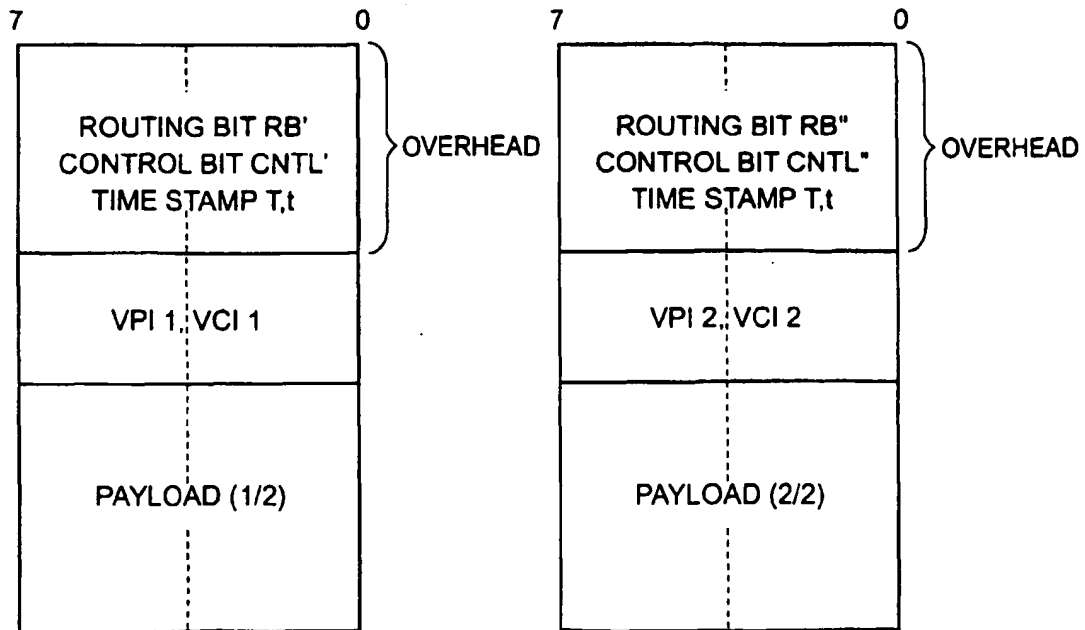 7 0
ROUTING BIT RB'
CONTROL BIT CNTL'
TIME STAMP T,t
OVERHEAD
VPI 1, VCI 1
PAYLOAD (1/2)
7 0
ROUTING BIT RB"
CONTROL BIT CNTL"
TIME STAMP T,t
OVERHEAD
VPI 2, VCI 2
PAYLOAD (2/2)